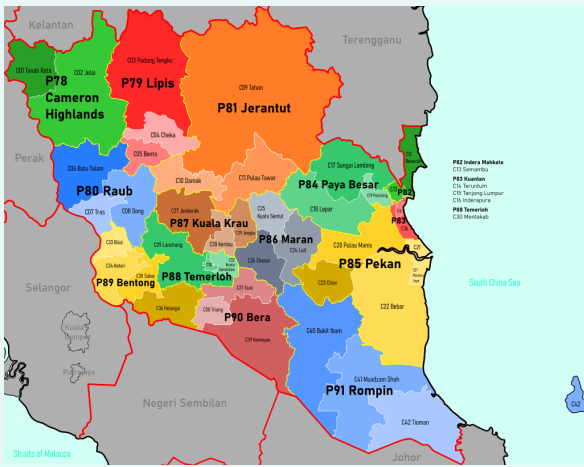 Kelantan
Terengganu
C01 Tanah Rata
C02 Jelai
C03 Padang Tengku
P78
Cameron
Highlands
P79 Lipis
C09 Tahan
P81 Jerantut
C04 Cheka
C05 Benta
Perak
C06 Batu Talam
P80 Raub
C07 Tras
C08 Dong
C10 Damak
C11 Pulau Tawar
C17 Sungai Lembing
P84 Paya Besar
C18 Lepar
C12
P82
P82 Indera Mahkota
C13 Semambu
P83 Kuantan
C14 Teruntum
C15 Tanjung Lumpur
C16 Inderapura
P88 Temerloh
C30 Mentakab
P83
C27 Jenderak
P87 Kuala Krau
C28 Kerdau
C25
Kuala Sentul
P86 Maran
C24 Luit
C26 Chenor
C20 Pulau Manis
C21
P85 Pekan
C23 Chini
C22 Bebar
C33 Bilut
C34 Ketari
C35 Sabai
P89 Bentong
C36 Pelangai
C29 Lanchang
P88 Temerloh
C37 Guai
C38 Triang
P90 Bera
C39 Kemayan
C40 Bukit Ibam
C41 Muadzam Shah
P91 Rompin
C42 Tioman
C42
Selangor
Kuala
Lumpur
Putrajaya
Negeri Sembilan
Johor
South China Sea
Straits of Malacca